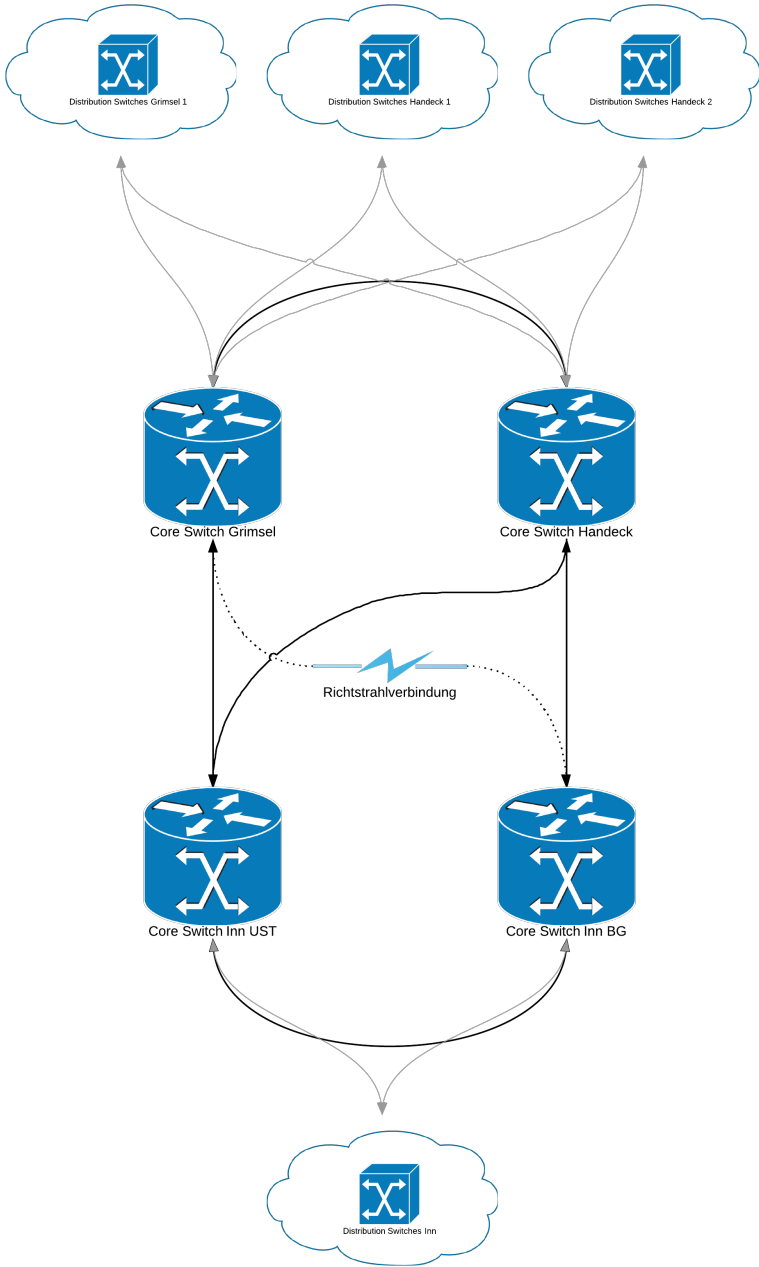 Distribution Switches Grimsel 1
Distribution Switches Handeck 1
Distribution Switches Handeck 2
Core Switch Grimsel
Core Switch Handeck
Richtstrahlverbindung
Core Switch Inn UST
Core Switch Inn BG
Distribution Switches Inn